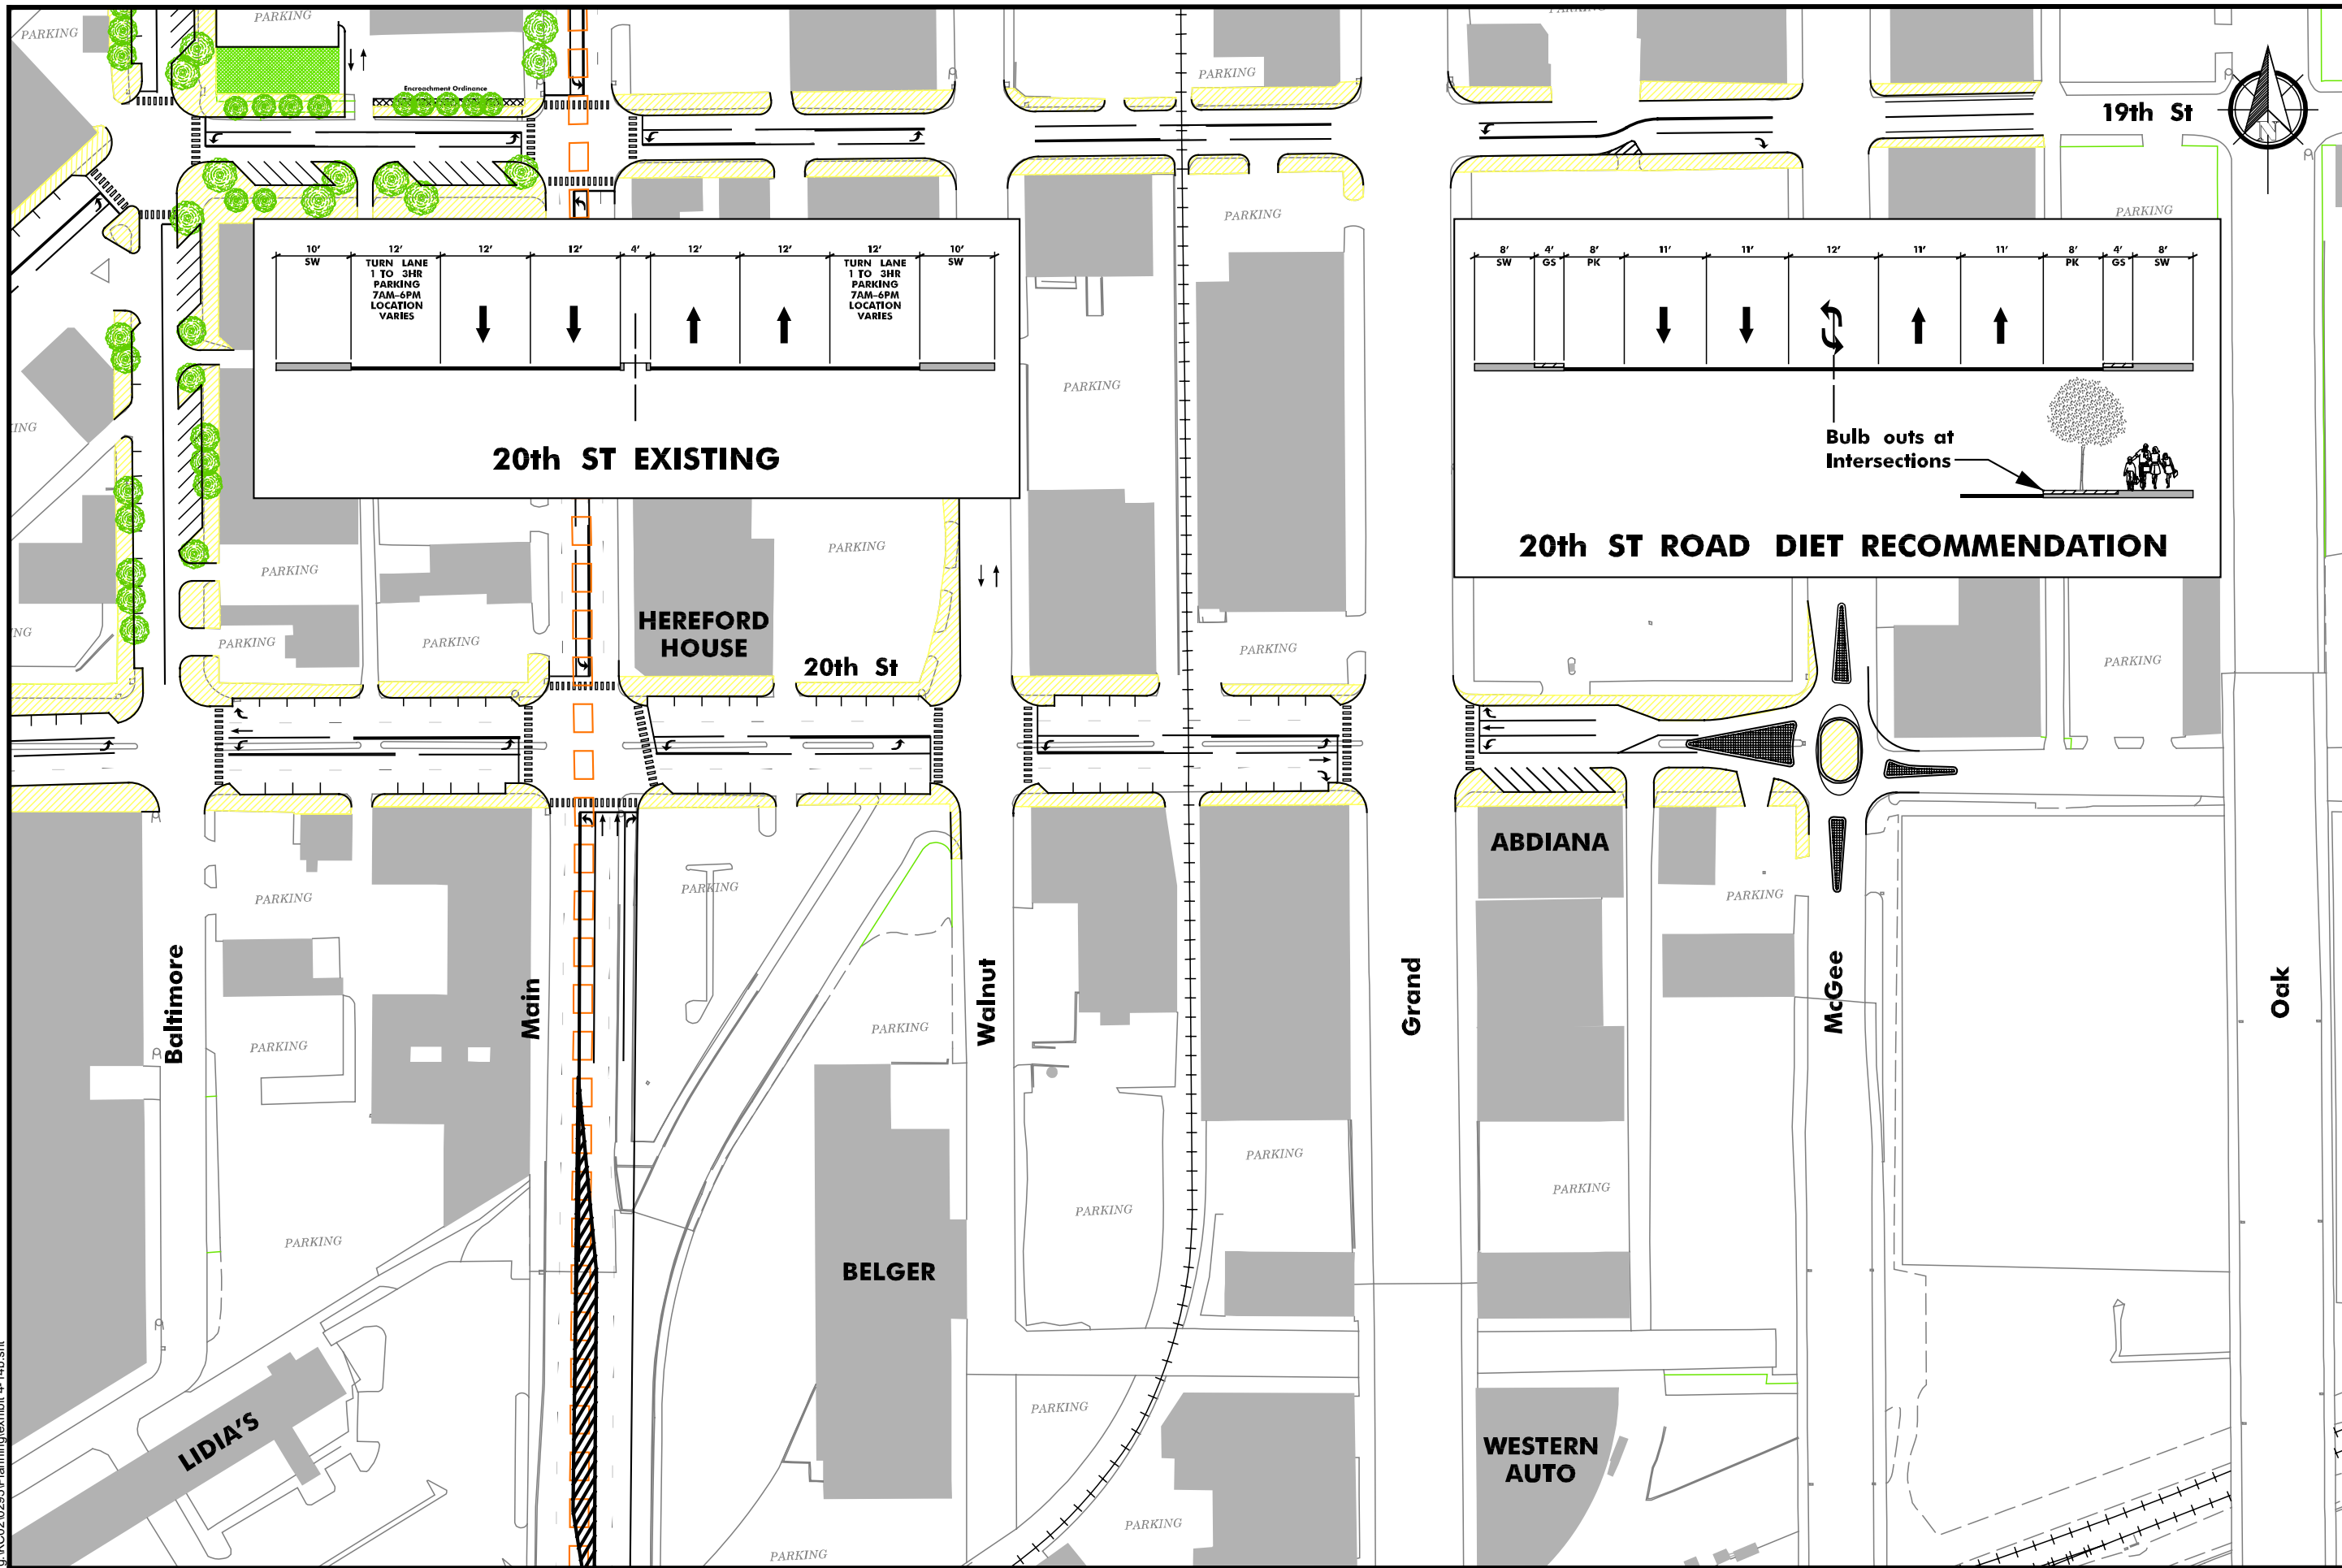 PARKING
PARKING
PARKING
Encroachment Ordinance
PARKING
19th St
N
PARKING
PARKING
10' 12' 12' 12' 4' 12' 12' 12' 10'
SW TURN LANE TURN LANE SW
1 TO 3HR 1 TO 3HR
PARKING PARKING
7AM-6PM 7AM-6PM
LOCATION LOCATION
VARIES VARIES
20th ST EXISTING
8' 4' 8' 11' 11' 12' 11' 11' 8' 4' 8'
SW GS PK PK GS SW
Bulb outs at
Intersections
20th ST ROAD DIET RECOMMENDATION
PARKING
PARKING
PARKING
HEREFORD
HOUSE
PARKING
PARKING
PARKING
PARKING
20th St
ABDIANA
PARKING
PARKING
PARKING
Baltimore
Main
Walnut
Grand
McGee
Oak
PARKING
PARKING
PARKING
PARKING
PARKING
PARKING
PARKING
BELGER
PARKING
LIDIA'S
WESTERN
AUTO
PARKING
PARKING